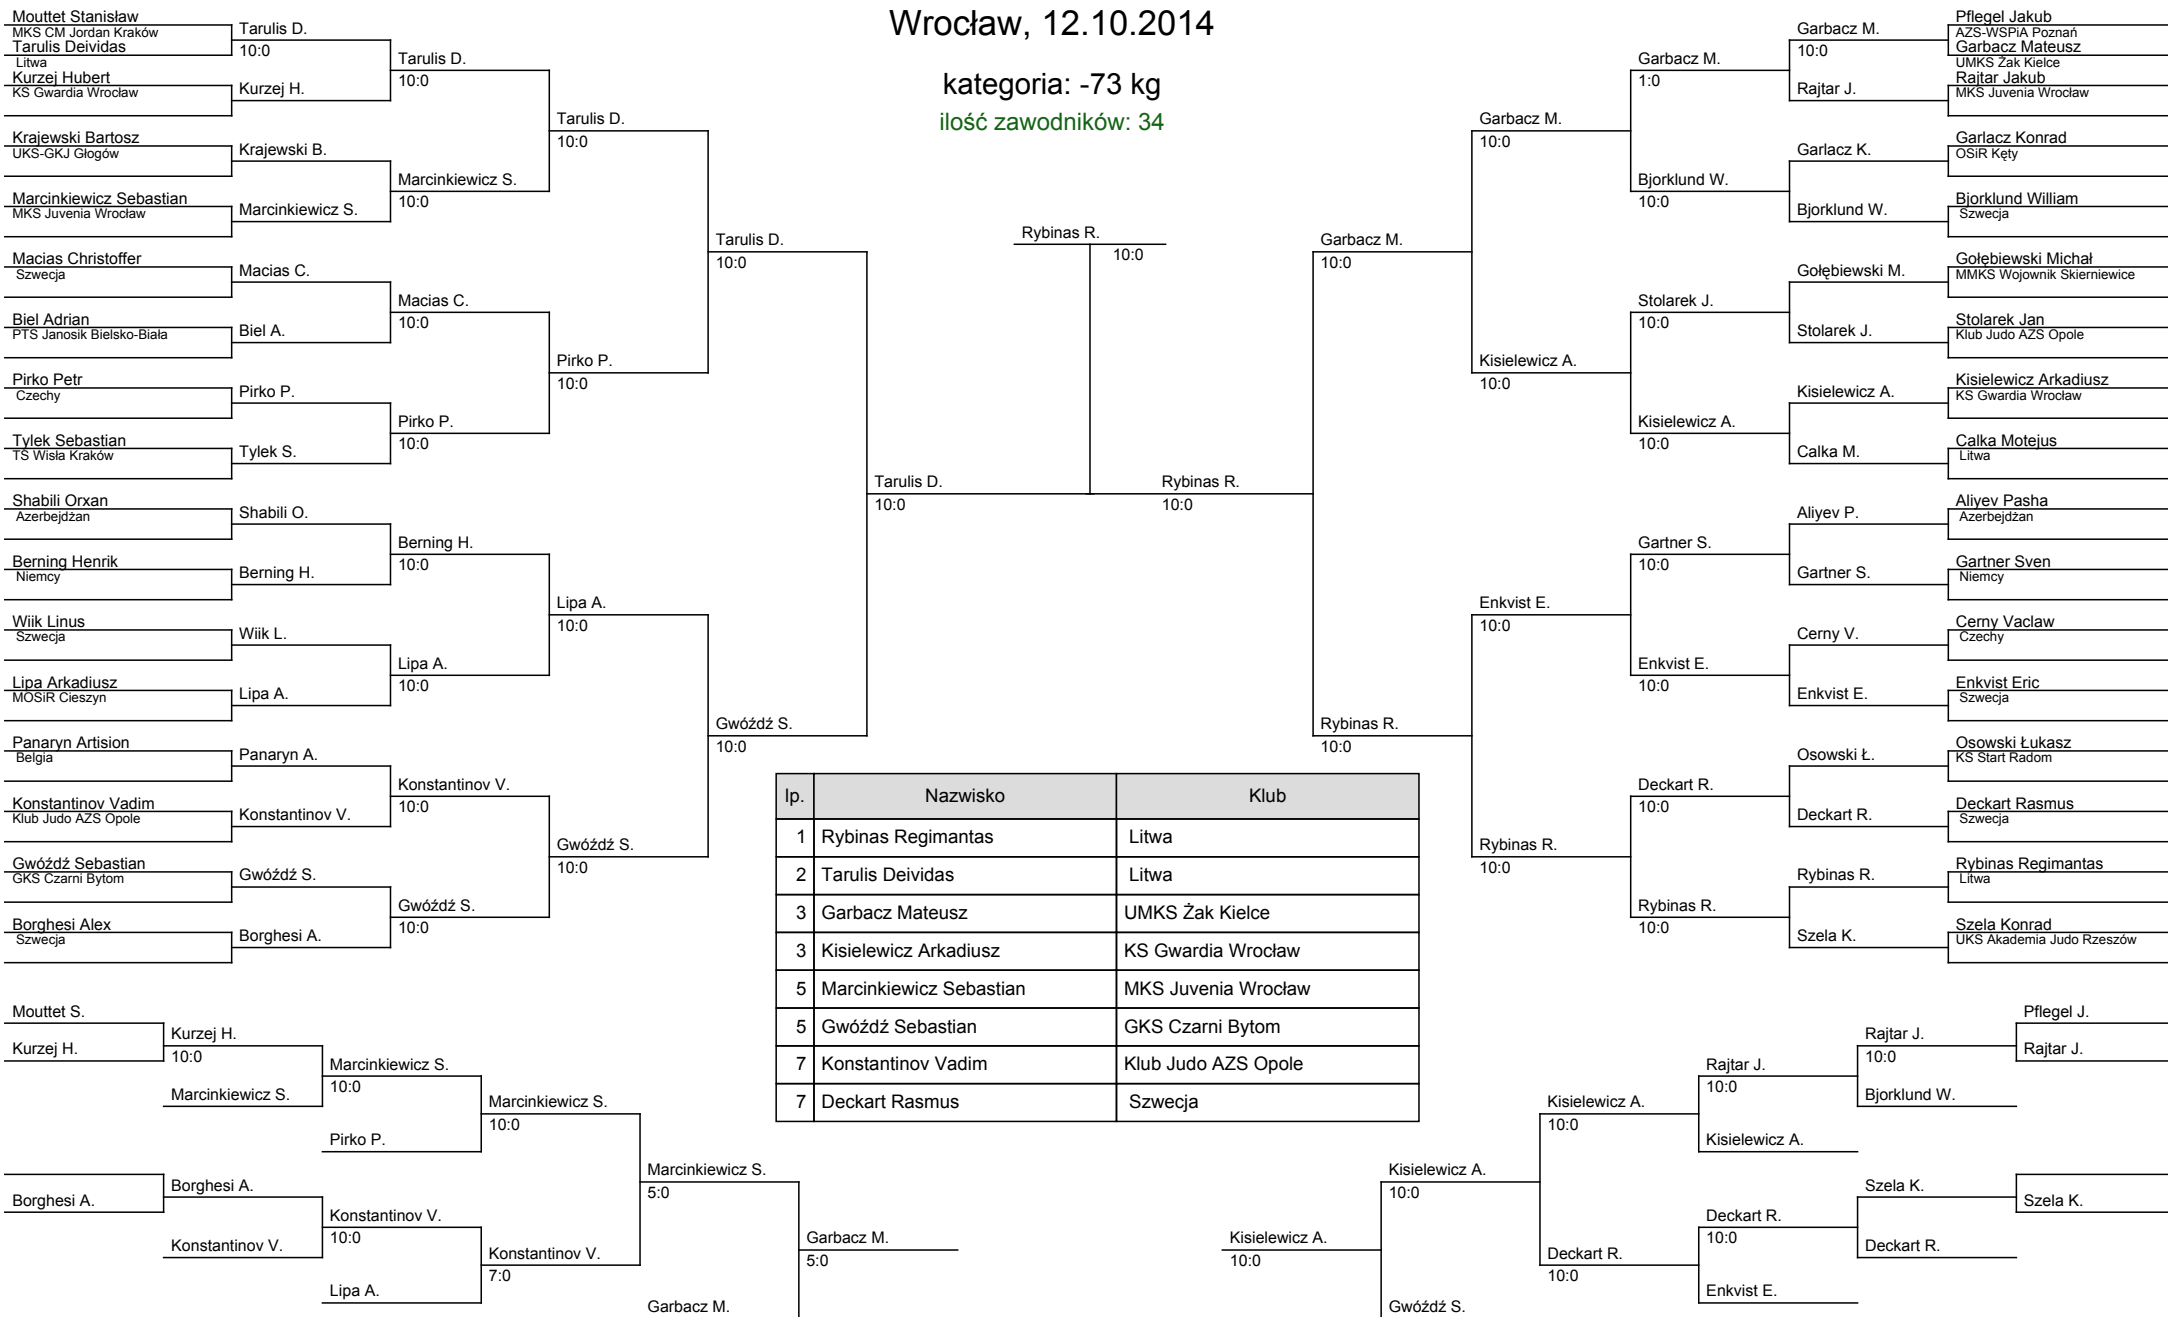 Wrocław, 12.10.2014
kategoria: -73 kg
ilość zawodników: 34
Mouttet Stanisław
MKS CM Jordan Kraków
Tarulis Deividas
Litwa
Kurzej Hubert
KS Gwardia Wrocław
Krajewski Bartosz
UKS-GKJ Głogów
Marcinkiewicz Sebastian
MKS Juvenia Wrocław
Macias Christoffer
Szwecja
Biel Adrian
PTS Janosik Bielsko-Biała
Pirko Petr
Czechy
Tylek Sebastian
TS Wisła Kraków
Shabili Orxan
Azerbejdżan
Berning Henrik
Niemcy
Wiik Linus
Szwecja
Lipa Arkadiusz
MOSiR Cieszyn
Panaryn Artision
Belgia
Konstantinov Vadim
Klub Judo AZS Opole
Gwóźdź Sebastian
GKS Czarni Bytom
Borghesi Alex
Szwecja
Tarulis D.
10:0
Kurzej H.
Krajewski B.
Marcinkiewicz S.
Macias C.
Biel A.
Pirko P.
Tylek S.
Shabili O.
Berning H.
Wiik L.
Lipa A.
Panaryn A.
Konstantinov V.
Gwóźdź S.
Borghesi A.
Tarulis D.
10:0
Marcinkiewicz S.
10:0
Macias C.
10:0
Pirko P.
10:0
Berning H.
10:0
Lipa A.
10:0
Konstantinov V.
10:0
Gwóźdź S.
10:0
Tarulis D.
10:0
Pirko P.
10:0
Lipa A.
10:0
Gwóźdź S.
10:0
Tarulis D.
10:0
Gwóźdź S.
10:0
Tarulis D.
10:0
Rybinas R.
10:0
Rybinas R.
10:0
Garbacz M.
10:0
Rybinas R.
10:0
Garbacz M.
10:0
Kisielewicz A.
10:0
Enkvist E.
10:0
Rybinas R.
10:0
Garbacz M.
1:0
Bjorklund W.
10:0
Stolarek J.
10:0
Kisielewicz A.
10:0
Gartner S.
10:0
Enkvist E.
10:0
Deckart R.
10:0
Rybinas R.
10:0
Garbacz M.
10:0
Rajtar J.
Garlacz K.
Bjorklund W.
Gołębiewski M.
Stolarek J.
Kisielewicz A.
Calka M.
Aliyev P.
Gartner S.
Cerny V.
Enkvist E.
Osowski Ł.
Deckart R.
Rybinas R.
Szela K.
Pflegel Jakub
AZS-WSPiA Poznań
Garbacz Mateusz
UMKS Żak Kielce
Rajtar Jakub
MKS Juvenia Wrocław
Garlacz Konrad
OSiR Kęty
Bjorklund William
Szwecja
Gołębiewski Michał
MMKS Wojownik Skierniewice
Stolarek Jan
Klub Judo AZS Opole
Kisielewicz Arkadiusz
KS Gwardia Wrocław
Calka Motejus
Litwa
Aliyev Pasha
Azerbejdżan
Gartner Sven
Niemcy
Cerny Vaclaw
Czechy
Enkvist Eric
Szwecja
Osowski Łukasz
KS Start Radom
Deckart Rasmus
Szwecja
Rybinas Regimantas
Litwa
Szela Konrad
UKS Akademia Judo Rzeszów
lp. Nazwisko Klub
1 Rybinas Regimantas Litwa
2 Tarulis Deividas Litwa
3 Garbacz Mateusz UMKS Żak Kielce
3 Kisielewicz Arkadiusz KS Gwardia Wrocław
5 Marcinkiewicz Sebastian MKS Juvenia Wrocław
5 Gwóźdź Sebastian GKS Czarni Bytom
7 Konstantinov Vadim Klub Judo AZS Opole
7 Deckart Rasmus Szwecja
Mouttet S.
Kurzej H.
Borghesi A.
Kurzej H.
10:0
Marcinkiewicz S.
Borghesi A.
Konstantinov V.
Marcinkiewicz S.
10:0
Pirko P.
Konstantinov V.
10:0
Lipa A.
Marcinkiewicz S.
10:0
Konstantinov V.
7:0
Marcinkiewicz S.
5:0
Garbacz M.
Garbacz M.
5:0
Kisielewicz A.
10:0
Kisielewicz A.
10:0
Gwóźdź S.
Kisielewicz A.
10:0
Deckart R.
10:0
Rajtar J.
10:0
Kisielewicz A.
Deckart R.
10:0
Enkvist E.
Rajtar J.
10:0
Bjorklund W.
Szela K.
Deckart R.
Pflegel J.
Rajtar J.
Szela K.